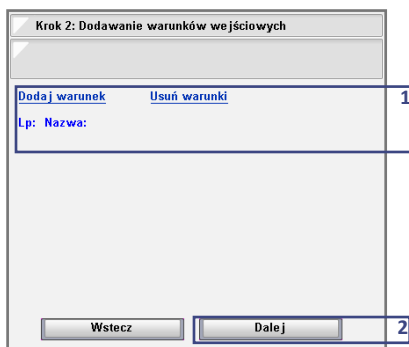 Krok 2: Dodawanie warunków wejściowych
Dodaj warunek Usuń warunki 1
Lp: Nazwa:
Wstecz Dalej 2